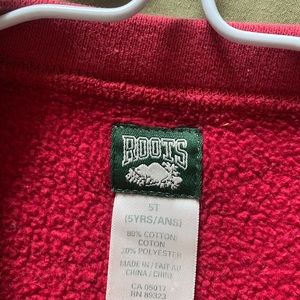 ROOTS
5T
(5YRS/ANS)
80% COTTON/
COTON
20% POLYESTER
MADE IN / FAIT AU
CHINA / CHINE
CA 05017
RN 89323